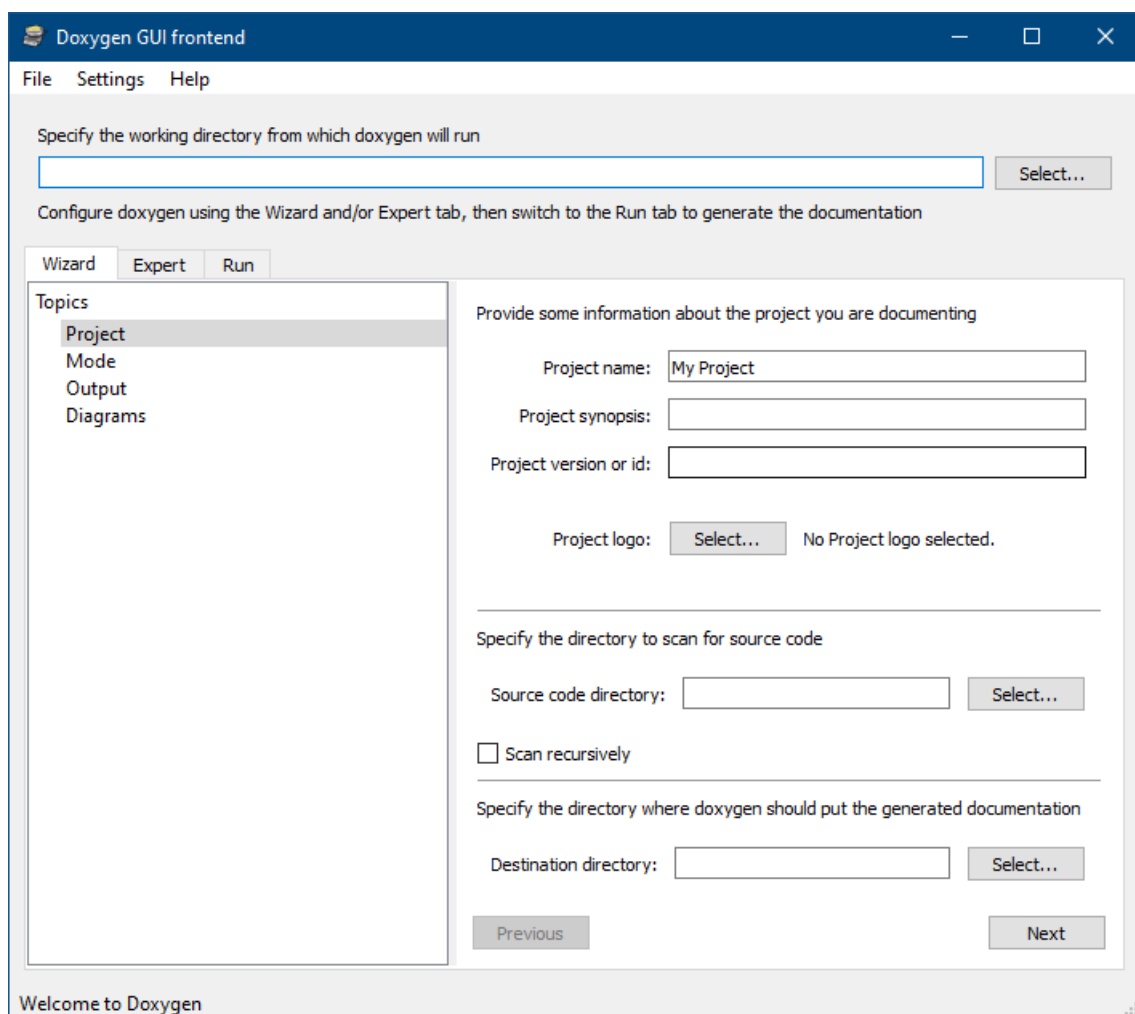 Doxygen GUI frontend
File Settings Help
Specify the working directory from which doxygen will run
Select...
Configure doxygen using the Wizard and/or Expert tab, then switch to the Run tab to generate the documentation
Wizard Expert Run
Topics
Project
Mode
Output
Diagrams
Provide some information about the project you are documenting
Project name: My Project
Project synopsis:
Project version or id:
Project logo: Select... No Project logo selected.
Specify the directory to scan for source code
Source code directory: Select...
Scan recursively
Specify the directory where doxygen should put the generated documentation
Destination directory: Select...
Previous Next
Welcome to Doxygen